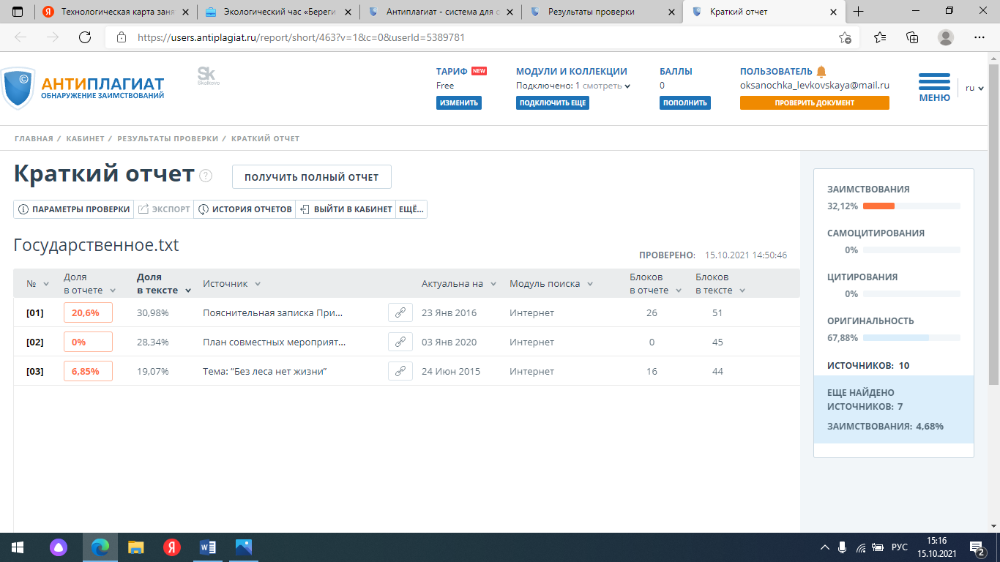 Технологическая карта заня
Экологический час «Береги
Антиплагиат - система для с
Результаты проверки
Краткий отчет
https://users.antiplagiat.ru/report/short/463?v=1&c=0&userId=5389781
АНТИПЛАГИАТ
ОБНАРУЖЕНИЕ ЗАИМСТВОВАНИЙ
Sk
Skolkovo
ТАРИФ NEW
Free
ИЗМЕНИТЬ
МОДУЛИ И КОЛЛЕКЦИИ
Подключено: 1 смотреть
ПОДКЛЮЧИТЬ ЕЩЕ
БАЛЛЫ
0
ПОПОЛНИТЬ
ПОЛЬЗОВАТЕЛЬ
oksanochka_levkovskaya@mail.ru
ПРОВЕРИТЬ ДОКУМЕНТ
МЕНЮ
ru
ГЛАВНАЯ / КАБИНЕТ / РЕЗУЛЬТАТЫ ПРОВЕРКИ / КРАТКИЙ ОТЧЕТ
Краткий отчет ?
ПОЛУЧИТЬ ПОЛНЫЙ ОТЧЕТ
ПАРАМЕТРЫ ПРОВЕРКИ ЭКСПОРТ ИСТОРИЯ ОТЧЕТОВ ВЫЙТИ В КАБИНЕТ ЕЩЁ...
Государственное.txt
ПРОВЕРЕНО: 15.10.2021 14:50:46
№ Доля в отчете Доля в тексте Источник Актуальна на Модуль поиска Блоков в отчете Блоков в тексте
[01] 20,6% 30,98% Пояснительная записка При... 23 Янв 2016 Интернет 26 51
[02] 0% 28,34% План совместных мероприят... 03 Янв 2020 Интернет 0 45
[03] 6,85% 19,07% Тема: “Без леса нет жизни” 24 Июн 2015 Интернет 16 44
ЗАИМСТВОВАНИЯ
32,12%
САМОЦИТИРОВАНИЯ
0%
ЦИТИРОВАНИЯ
0%
ОРИГИНАЛЬНОСТЬ
67,88%
ИСТОЧНИКОВ: 10
ЕЩЕ НАЙДЕНО
ИСТОЧНИКОВ: 7
ЗАИМСТВОВАНИЯ: 4,68%
РУС
15:16
15.10.2021
2